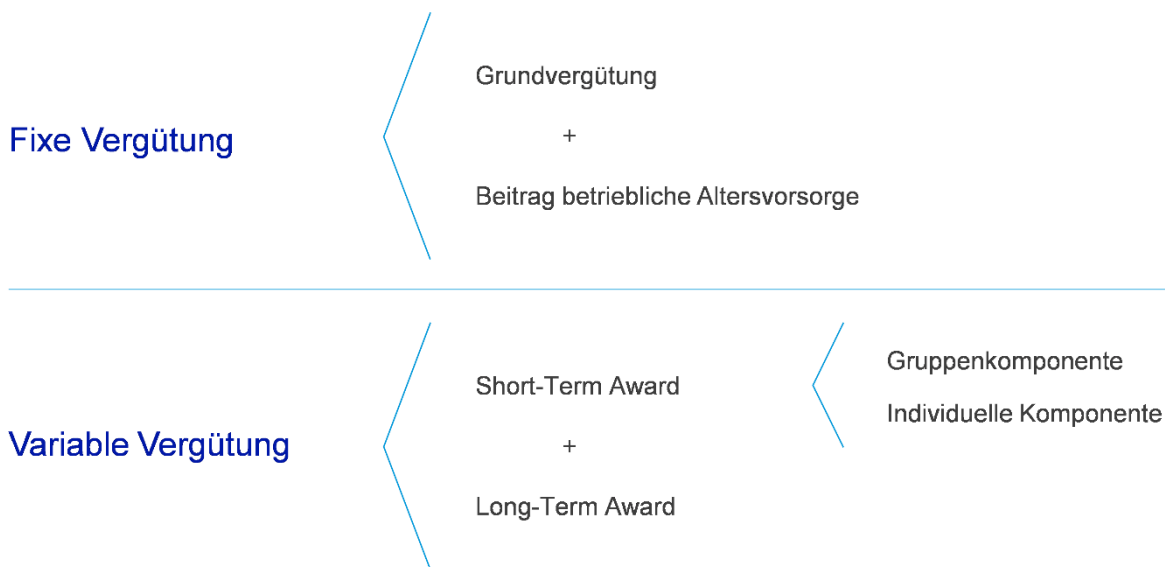 Fixe Vergütung
Grundvergütung
+
Beitrag betriebliche Altersvorsorge
Variable Vergütung
Short-Term Award
+
Long-Term Award
Gruppenkomponente
Individuelle Komponente